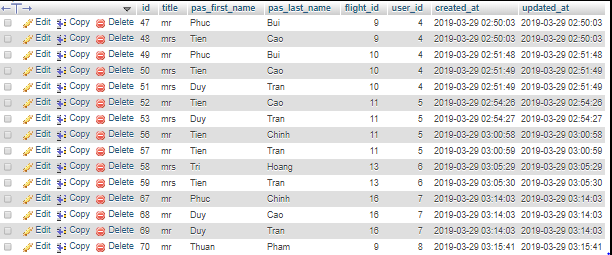 id title pas_first_name pas_last_name flight_id user_id created_at updated_at
Edit Copy Delete 47 mr Phuc Bui 9 4 2019-03-29 02:50:03 2019-03-29 02:50:03
Edit Copy Delete 48 mrs Tien Cao 9 4 2019-03-29 02:50:03 2019-03-29 02:50:03
Edit Copy Delete 49 mr Phuc Bui 10 4 2019-03-29 02:51:48 2019-03-29 02:51:48
Edit Copy Delete 50 mrs Tien Cao 10 4 2019-03-29 02:51:49 2019-03-29 02:51:49
Edit Copy Delete 51 mrs Duy Tran 10 4 2019-03-29 02:51:49 2019-03-29 02:51:49
Edit Copy Delete 52 mrs Tien Cao 11 5 2019-03-29 02:54:26 2019-03-29 02:54:26
Edit Copy Delete 53 mrs Duy Tran 11 5 2019-03-29 02:54:27 2019-03-29 02:54:27
Edit Copy Delete 56 mrs Tien Chinh 11 5 2019-03-29 03:00:58 2019-03-29 03:00:58
Edit Copy Delete 57 mr Tien Tran 11 5 2019-03-29 03:00:59 2019-03-29 03:00:59
Edit Copy Delete 58 mrs Tri Hoang 13 6 2019-03-29 03:05:29 2019-03-29 03:05:29
Edit Copy Delete 59 mrs Tien Tran 13 6 2019-03-29 03:05:30 2019-03-29 03:05:30
Edit Copy Delete 67 mr Phuc Chinh 16 7 2019-03-29 03:14:03 2019-03-29 03:14:03
Edit Copy Delete 68 mr Duy Cao 16 7 2019-03-29 03:14:03 2019-03-29 03:14:03
Edit Copy Delete 69 mr Duy Tran 16 7 2019-03-29 03:14:03 2019-03-29 03:14:03
Edit Copy Delete 70 mr Thuan Pham 9 8 2019-03-29 03:15:41 2019-03-29 03:15:41